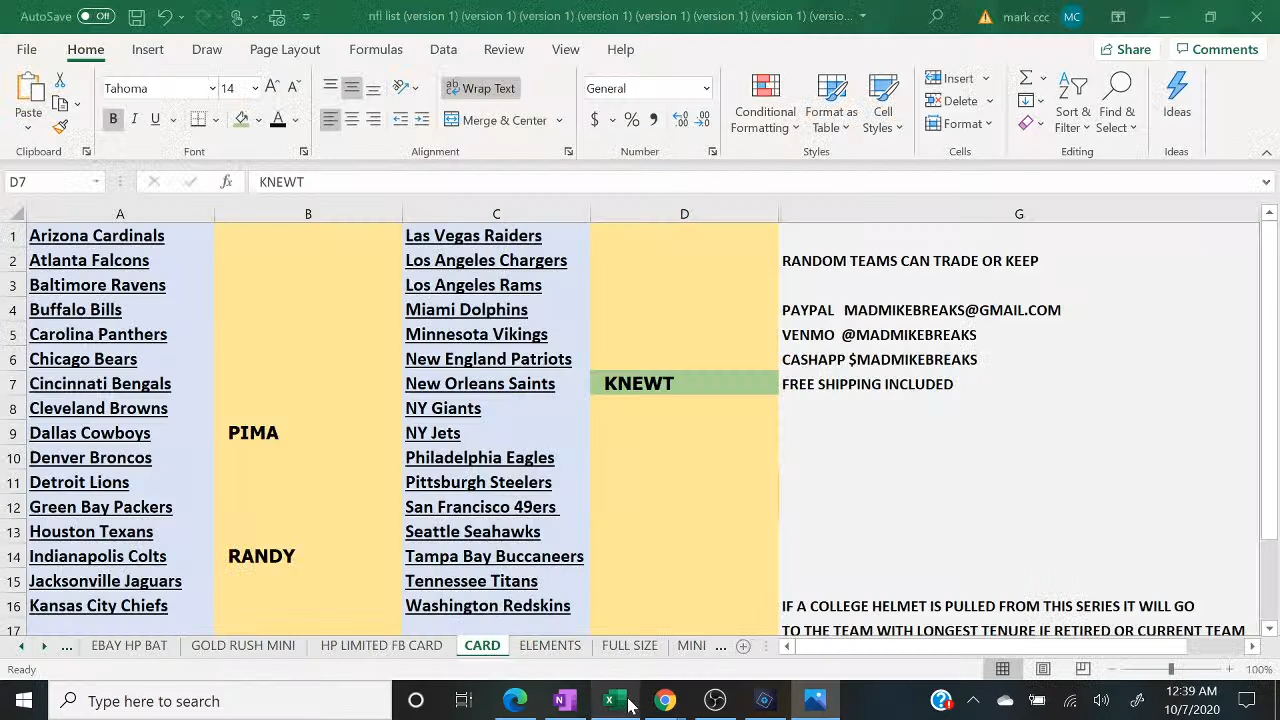 AutoSave Off nfl list (version 1) (version 1) (version 1) (version 1) (version 1) (version 1) (versio... mark ccc MC
File Home Insert Draw Page Layout Formulas Data Review View Help Share Comments
Paste Tahoma 14 B I U A Wrap Text Merge & Center General $ % Conditional Formatting Format as Table Cell Styles Insert Delete Format Sort & Filter Find & Select Ideas
Clipboard Font Alignment Number Styles Cells Editing Ideas
D7 fx KNEWT
A B C D G
1 Arizona Cardinals Las Vegas Raiders
2 Atlanta Falcons Los Angeles Chargers RANDOM TEAMS CAN TRADE OR KEEP
3 Baltimore Ravens Los Angeles Rams
4 Buffalo Bills Miami Dolphins PAYPAL MADMIKEBREAKS@GMAIL.COM
5 Carolina Panthers Minnesota Vikings VENMO @MADMIKEBREAKS
6 Chicago Bears New England Patriots CASHAPP $MADMIKEBREAKS
7 Cincinnati Bengals New Orleans Saints KNEWT FREE SHIPPING INCLUDED
8 Cleveland Browns NY Giants
9 Dallas Cowboys PIMA NY Jets
10 Denver Broncos Philadelphia Eagles
11 Detroit Lions Pittsburgh Steelers
12 Green Bay Packers San Francisco 49ers
13 Houston Texans Seattle Seahawks
14 Indianapolis Colts RANDY Tampa Bay Buccaneers
15 Jacksonville Jaguars Tennessee Titans
16 Kansas City Chiefs Washington Redskins IF A COLLEGE HELMET IS PULLED FROM THIS SERIES IT WILL GO
17 TO THE TEAM WITH LONGEST TENURE IF RETIRED OR CURRENT TEAM
... EBAY HP BAT GOLD RUSH MINI HP LIMITED FB CARD CARD ELEMENTS FULL SIZE MINI ...
Ready 100%
Type here to search 12:39 AM
10/7/2020